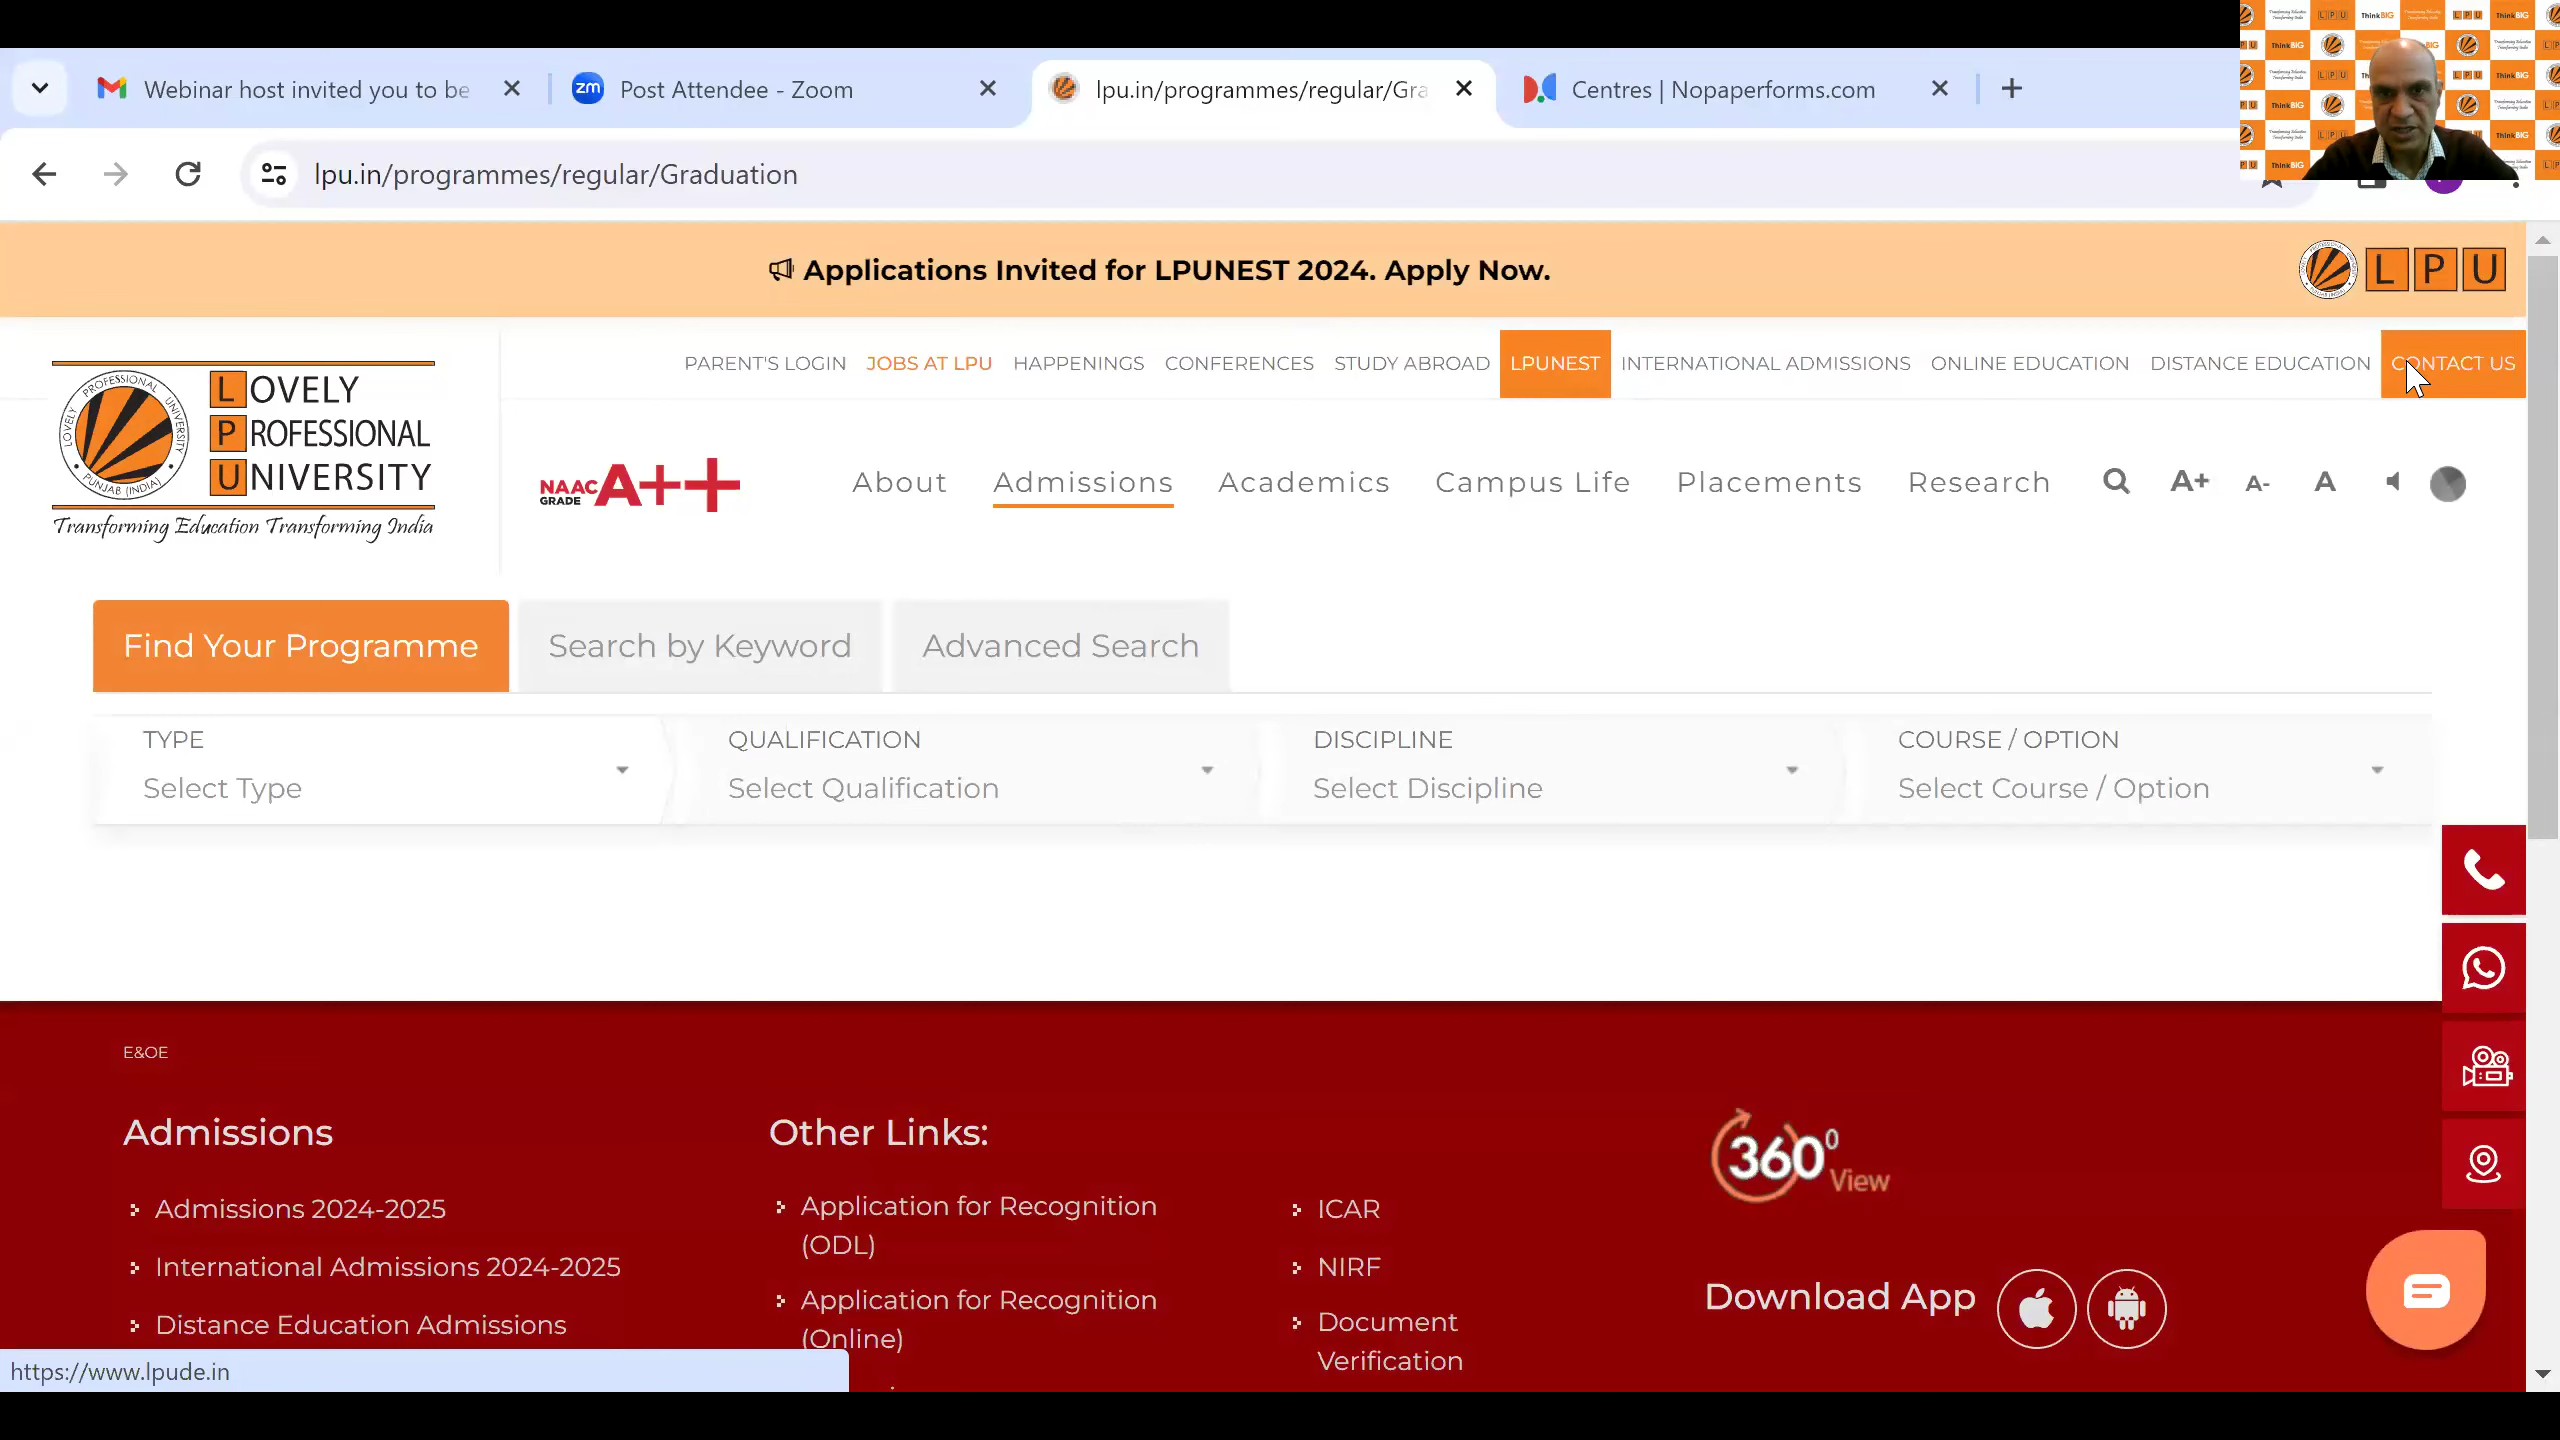 Webinar host invited you to be
Post Attendee - Zoom
lpu.in/programmes/regular/Gra
Centres | Nopaperforms.com
lpu.in/programmes/regular/Graduation
Applications Invited for LPUNEST 2024. Apply Now.
LPU
PARENT'S LOGIN
JOBS AT LPU
HAPPENINGS
CONFERENCES
STUDY ABROAD
LPUNEST
INTERNATIONAL ADMISSIONS
ONLINE EDUCATION
DISTANCE EDUCATION
CONTACT US
LOVELY
PROFESSIONAL
UNIVERSITY
LOVELY PROFESSIONAL UNIVERSITY
PUNJAB (INDIA)
Transforming Education Transforming India
NAAC
GRADE
A++
About
Admissions
Academics
Campus Life
Placements
Research
A+
A-
A
Find Your Programme
Search by Keyword
Advanced Search
TYPE
Select Type
QUALIFICATION
Select Qualification
DISCIPLINE
Select Discipline
COURSE / OPTION
Select Course / Option
E&OE
Admissions
Admissions 2024-2025
International Admissions 2024-2025
Distance Education Admissions
Other Links:
Application for Recognition
(ODL)
Application for Recognition
(Online)
ICAR
NIRF
Document
Verification
360° View
Download App
https://www.lpude.in